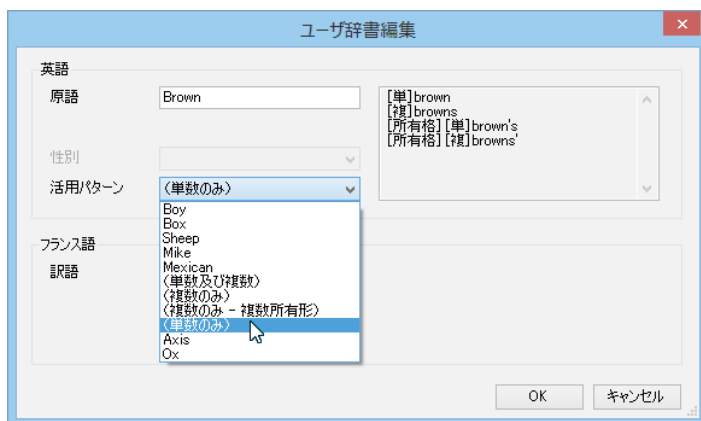 ユーザ辞書編集
英語
原語
Brown
[単]brown
[複]browns
[所有格] [単]brown's
[所有格] [複]browns'
性別
活用パターン
(単数のみ)
Boy
Box
Sheep
Mike
Mexican
(単数及び複数)
(複数のみ)
(複数のみ - 複数所有形)
(単数のみ)
Axis
Ox
フランス語
訳語
OK
キャンセル